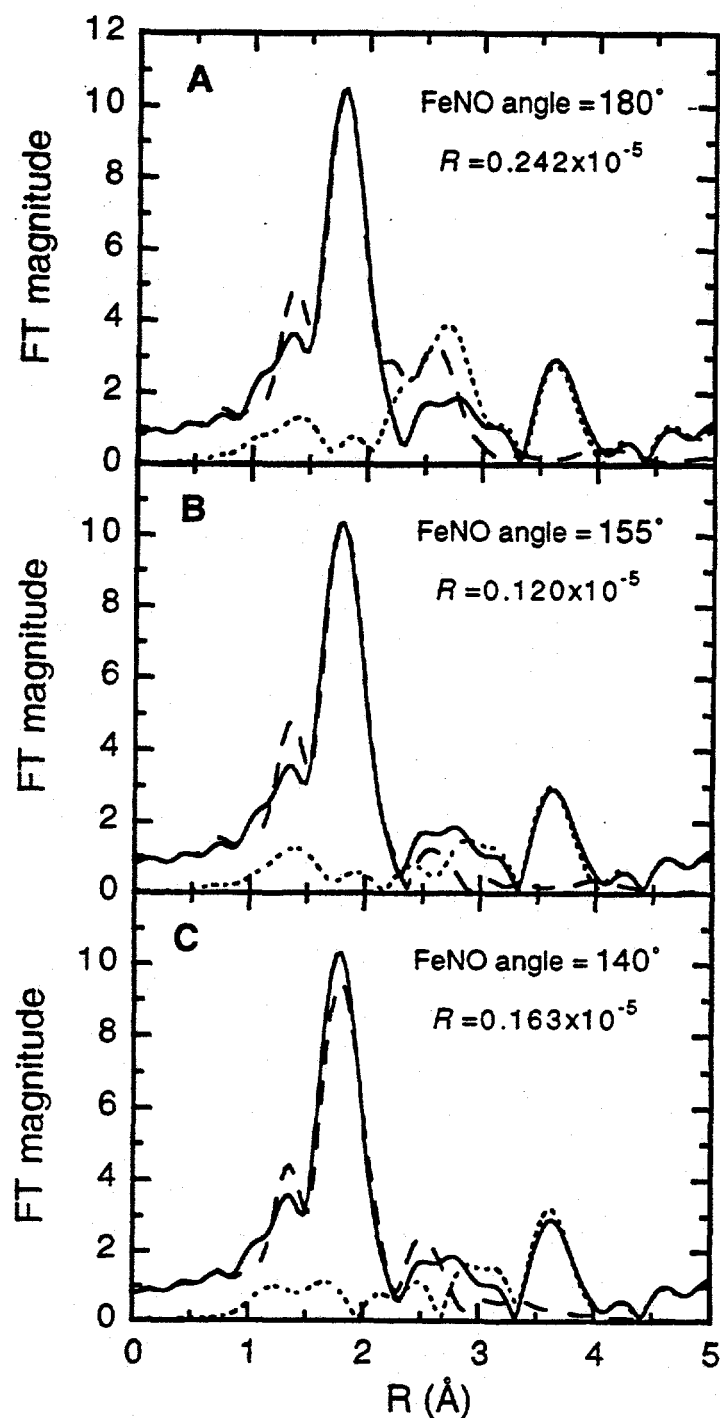 12
10
8
6
4
2
0
FT magnitude
A
FeNO angle = 180°
R = 0.242x10⁻⁵
10
8
6
4
2
0
FT magnitude
B
FeNO angle = 155°
R = 0.120x10⁻⁵
10
8
6
4
2
0
FT magnitude
C
FeNO angle = 140°
R = 0.163x10⁻⁵
0 1 2 3 4 5
R (Å)